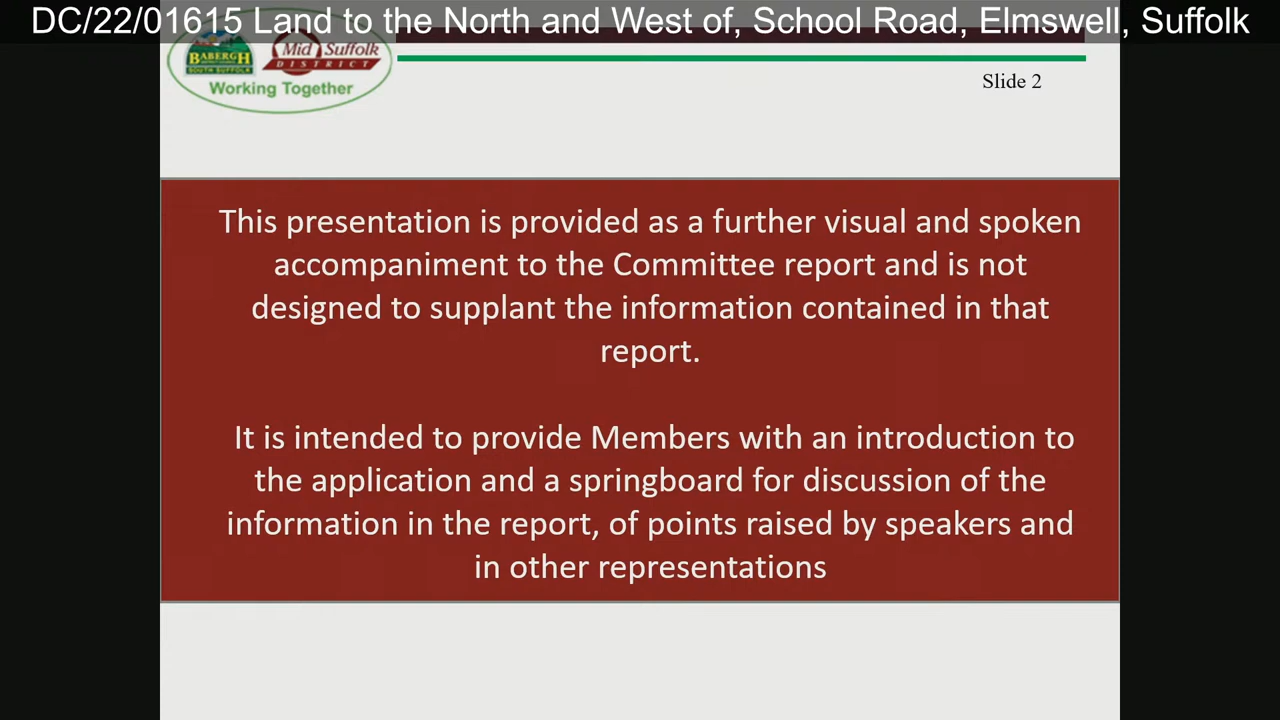 DC/22/01615 Land to the North and West of, School Road, Elmswell, Suffolk
BABERGH
SOUTH SUFFOLK
Mid Suffolk
DISTRICT
Working Together
Slide 2
This presentation is provided as a further visual and spoken
accompaniment to the Committee report and is not
designed to supplant the information contained in that
report.
It is intended to provide Members with an introduction to
the application and a springboard for discussion of the
information in the report, of points raised by speakers and
in other representations